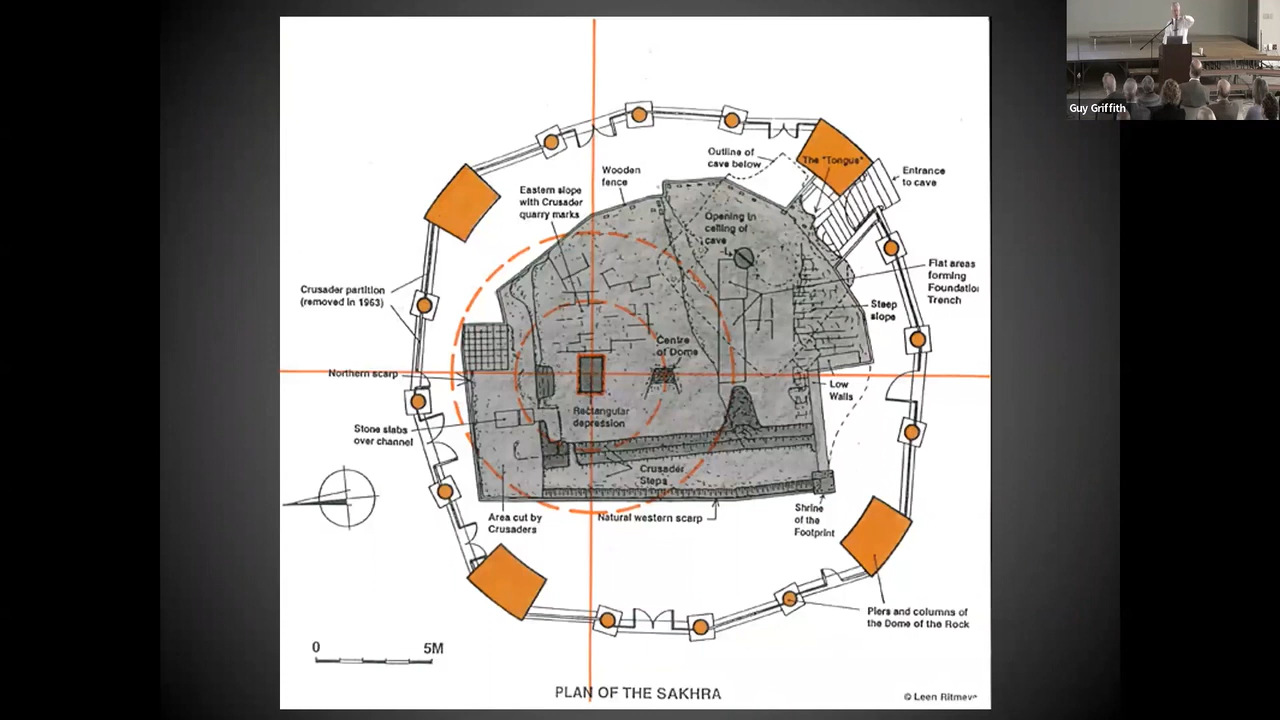 Guy Griffith
Outline of
cave below
The "Tongue"
Entrance
to cave
Wooden
fence
Eastern slope
with Crusader
quarry marks
Opening in
ceiling of
cave
Flat areas
forming
Foundatio
Trench
Crusader partition
(removed in 1963)
Steep
slope
Centre
of Dome
Northern scarp
Low
Walls
Rectangular
depression
Stone slabs
over channel
Crusader
Steps
Area cut by
Crusaders
Natural western scarp
Shrine
of the
Footprint
Piers and columns of
the Dome of the Rock
0 5M
PLAN OF THE SAKHRA
© Leen Ritmey